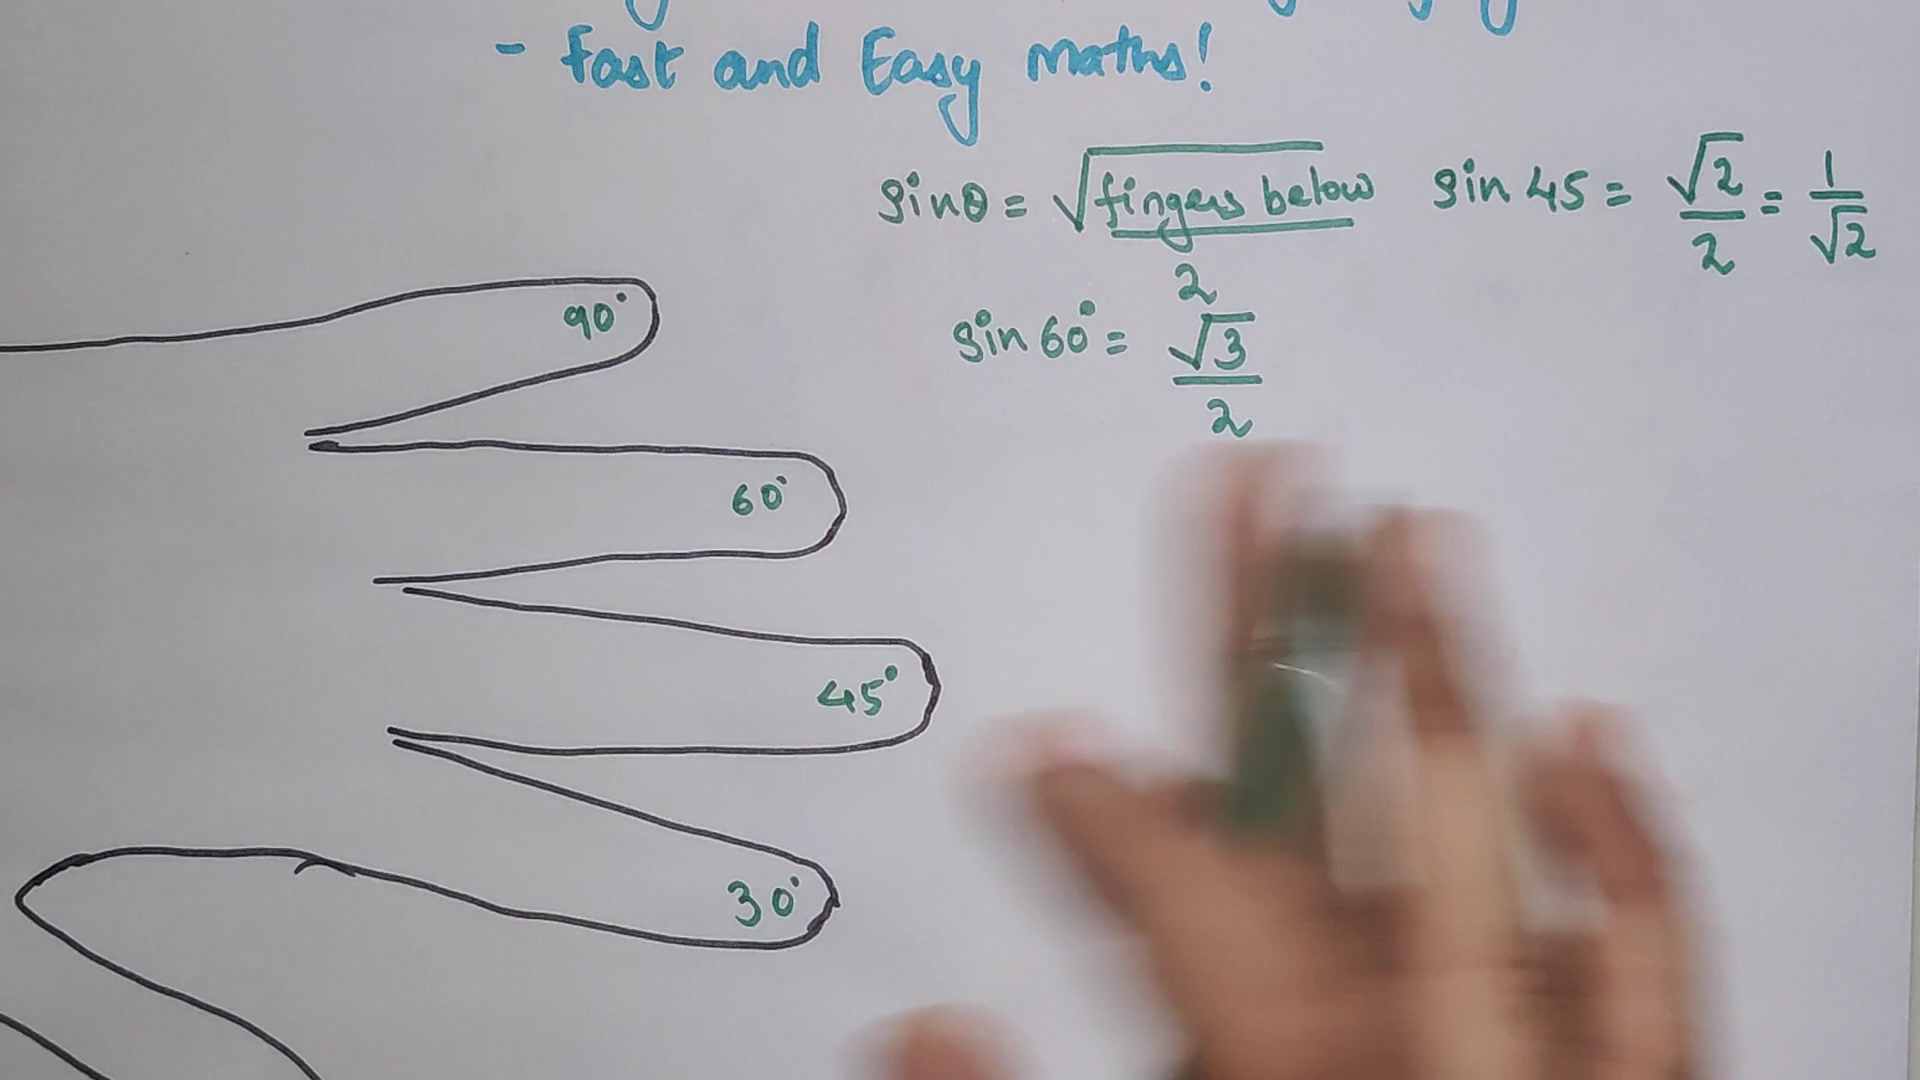 - Fast and Easy maths!
sinθ = √fingers below / 2
sin 45 = √2/2 = 1/√2
sin 60° = √3/2
90°
60°
45°
30°